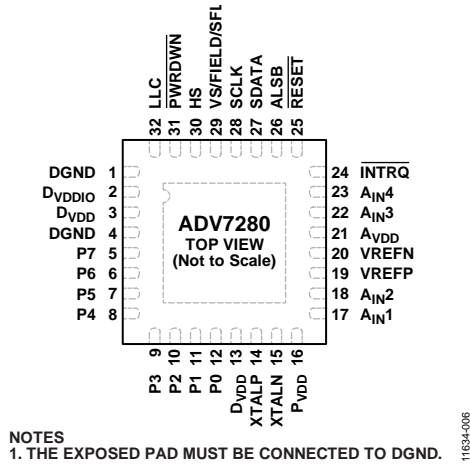 32 LLC
31 PWRDWN
30 HS
29 VS/FIELD/SFL
28 SCLK
27 SDATA
26 ALSB
25 RESET
DGND 1
DVDDIO 2
DVDD 3
DGND 4
P7 5
P6 6
P5 7
P4 8
ADV7280
TOP VIEW
(Not to Scale)
24 INTRQ
23 AIN4
22 AIN3
21 AVDD
20 VREFN
19 VREFP
18 AIN2
17 AIN1
P3 9
P2 10
P1 11
P0 12
DVDD 13
XTALP 14
XTALN 15
PVDD 16
NOTES
1. THE EXPOSED PAD MUST BE CONNECTED TO DGND.
11634-006